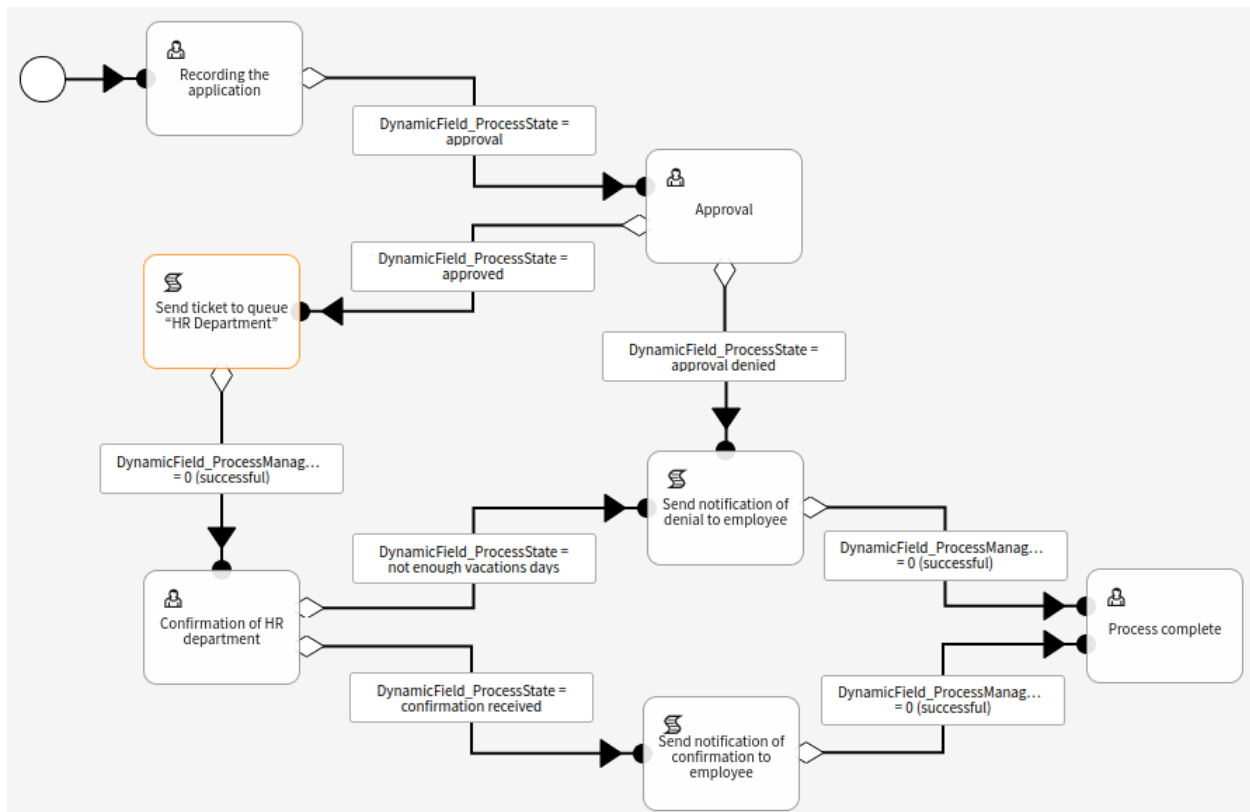 Recording the
application
DynamicField_ProcessState =
approval
Approval
DynamicField_ProcessState =
approved
Send ticket to queue
“HR Department”
DynamicField_ProcessState =
approval denied
DynamicField_ProcessManag...
= 0 (successful)
Send notification of
denial to employee
DynamicField_ProcessState =
not enough vacations days
DynamicField_ProcessManag...
= 0 (successful)
Confirmation of HR
department
Process complete
DynamicField_ProcessState =
confirmation received
DynamicField_ProcessManag...
= 0 (successful)
Send notification of
confirmation to
employee